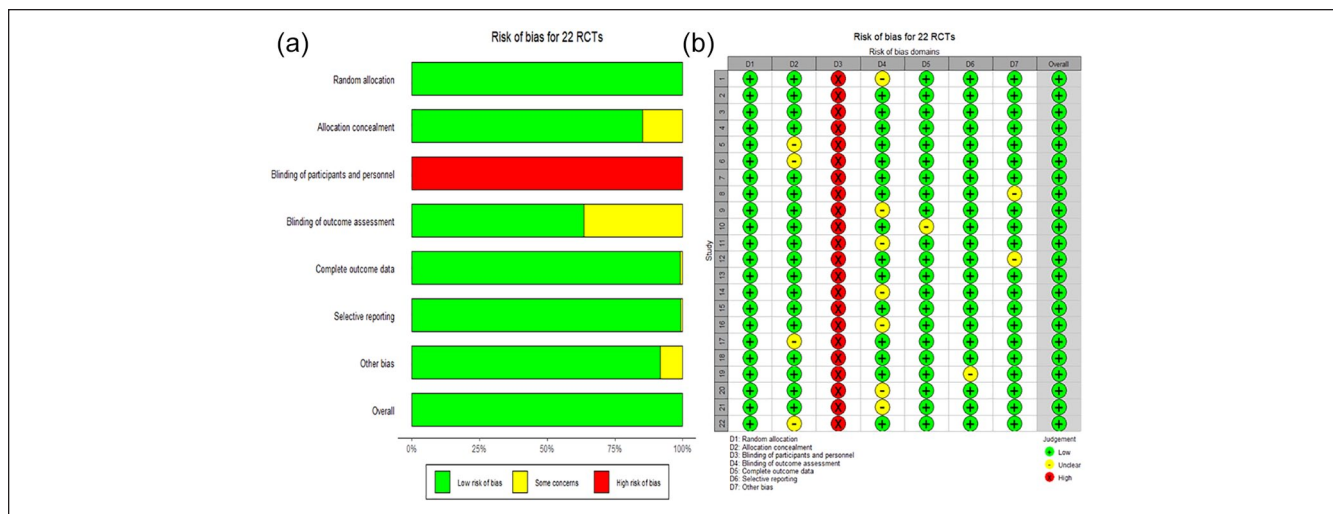 (a)
Risk of bias for 22 RCTs
Random allocation
Allocation concealment
Blinding of participants and personnel
Blinding of outcome assessment
Complete outcome data
Selective reporting
Other bias
Overall
0% 25% 50% 75% 100%
Low risk of bias Some concerns High risk of bias
(b)
Risk of bias for 22 RCTs
Risk of bias domains
D1 D2 D3 D4 D5 D6 D7 Overall
Study
1 + + X - + + + +
2 + + X + + + + +
3 + + X + + + + +
4 + + X + + + + +
5 + - X + + + + +
6 + - X + + + + +
7 + + X + + + + +
8 + + X + + + - +
9 + + X - + + + +
10 + + X + - + + +
11 + + X - + + + +
12 + + X + + + - +
13 + + X + + + + +
14 + + X - + + + +
15 + + X + + + + +
16 + + X - + + + +
17 + - X + + + + +
18 + + X + + + + +
19 + + X + + - + +
20 + + X - + + + +
21 + + X - + + + +
22 + - X + + + + +
D1: Random allocation
D2: Allocation concealment
D3: Blinding of participants and personnel
D4: Blinding of outcome assessment
D5: Complete outcome data
D6: Selective reporting
D7: Other bias
Judgement
+ Low
- Unclear
X High